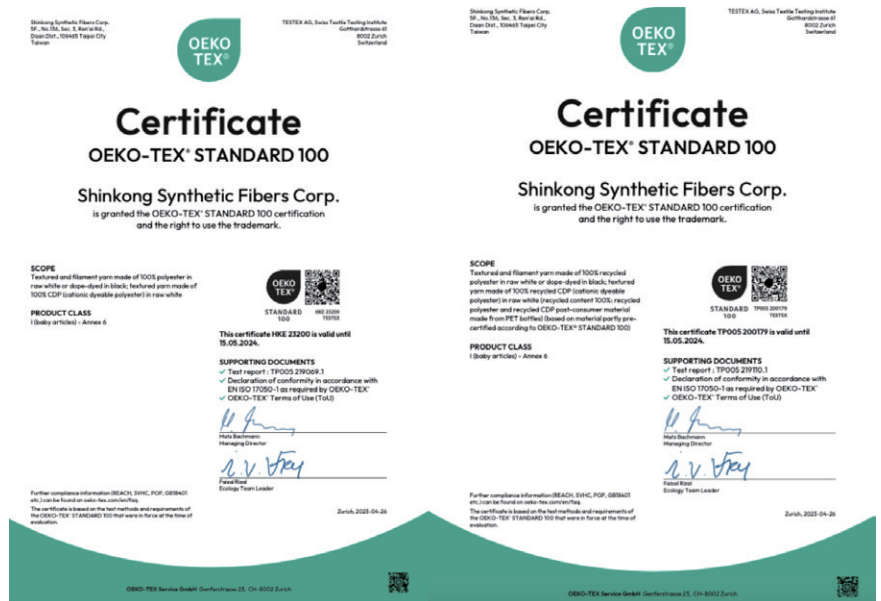 Shinkong Synthetic Fibers Corp.
5F., No.136, Sec. 3, Ren'ai Rd.,
Daan Dist., 106465 Taipei City
Taiwan
OEKO
TEX®
TESTEX AG, Swiss Textile Testing Institute
Gotthardstrasse 61
8002 Zurich
Switzerland
Certificate
OEKO-TEX® STANDARD 100
Shinkong Synthetic Fibers Corp.
is granted the OEKO-TEX® STANDARD 100 certification
and the right to use the trademark.
SCOPE
Textured and filament yarn made of 100% polyester in
raw white or dope-dyed in black; textured yarn made of
100% CDP (cationic dyeable polyester) in raw white
PRODUCT CLASS
I (baby articles) - Annex 6
OEKO
TEX®
STANDARD
100
HKE 23200
TESTEX
This certificate HKE 23200 is valid until
15.05.2024.
SUPPORTING DOCUMENTS
✓ Test report : TP005 219069.1
✓ Declaration of conformity in accordance with
EN ISO 17050-1 as required by OEKO-TEX®
✓ OEKO-TEX® Terms of Use (ToU)
Mats Bachmann
Managing Director
Faisal Rizal
Ecology Team Leader
Further compliance information (REACH, SVHC, POP, GB18401
etc.) can be found on oeko-tex.com/en/faq.
The certificate is based on the test methods and requirements of
the OEKO-TEX® STANDARD 100 that were in force at the time of
evaluation.
Zurich, 2023-04-26
OEKO-TEX Service GmbH Genferstrasse 23, CH-8002 Zurich
Shinkong Synthetic Fibers Corp.
5F., No.136, Sec. 3, Ren'ai Rd.,
Daan Dist., 106465 Taipei City
Taiwan
OEKO
TEX®
TESTEX AG, Swiss Textile Testing Institute
Gotthardstrasse 61
8002 Zurich
Switzerland
Certificate
OEKO-TEX® STANDARD 100
Shinkong Synthetic Fibers Corp.
is granted the OEKO-TEX® STANDARD 100 certification
and the right to use the trademark.
SCOPE
Textured and filament yarn made of 100% recycled
polyester in raw white or dope-dyed in black; textured
yarn made of 100% recycled CDP (cationic dyeable
polyester) in raw white (recycled content 100%: recycled
polyester and recycled CDP post-consumer material
made from PET bottles) (based on material partly pre-
certified according to OEKO-TEX® STANDARD 100)
PRODUCT CLASS
I (baby articles) - Annex 6
OEKO
TEX®
STANDARD
100
TP005 200179
TESTEX
This certificate TP005 200179 is valid until
15.05.2024.
SUPPORTING DOCUMENTS
✓ Test report : TP005 219110.1
✓ Declaration of conformity in accordance with
EN ISO 17050-1 as required by OEKO-TEX®
✓ OEKO-TEX® Terms of Use (ToU)
Mats Bachmann
Managing Director
Faisal Rizal
Ecology Team Leader
Further compliance information (REACH, SVHC, POP, GB18401
etc.) can be found on oeko-tex.com/en/faq.
The certificate is based on the test methods and requirements of
the OEKO-TEX® STANDARD 100 that were in force at the time of
evaluation.
Zurich, 2023-04-26
OEKO-TEX Service GmbH Genferstrasse 23, CH-8002 Zurich